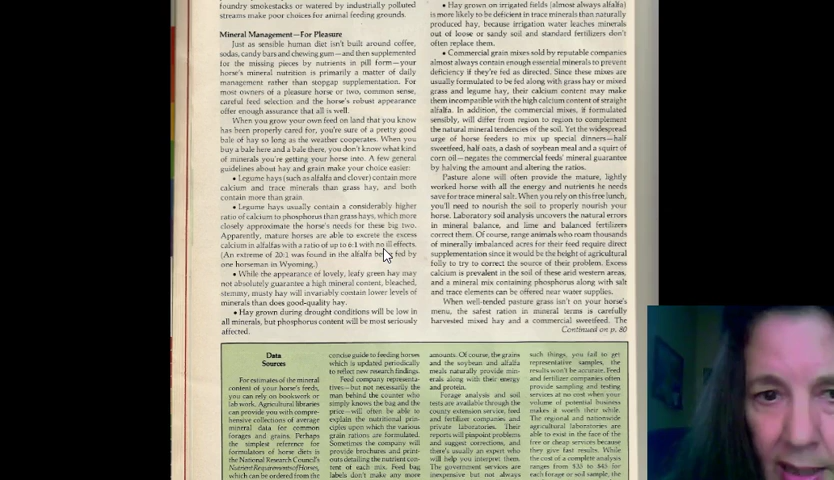 foundry smokestacks or watered by industrially polluted
streams make poor choices for animal feeding grounds.
Mineral Management—For Pleasure
Just as sensible human diet isn't built around coffee,
sodas, candy bars and chewing gum—and then supplemented
for the missing pieces by nutrients in pill form—your
horse's mineral nutrition is primarily a matter of daily
management rather than stopgap supplementation. For
most owners of a pleasure horse or two, common sense,
careful feed selection and the horse's robust appearance
offer enough assurance that all is well.
When you grow your own feed on land that you know
has been properly cared for, you're sure of a pretty good
bale of hay so long as the weather cooperates. When you
buy a bale here and a bale there, you don't know what kind
of minerals you're getting your horse into. A few general
guidelines about hay and grain make your choice easier:
• Legume hays (such as alfalfa and clover) contain more
calcium and trace minerals than grass hay, and both
contain more than grain.
• Legume hays usually contain a considerably higher
ratio of calcium to phosphorus than grass hays, which more
closely approximate the horse's needs for these big two.
Apparently, mature horses are able to excrete the excess
calcium in alfalfas with a ratio of up to 6:1 with no ill effects.
(An extreme of 20:1 was found in the alfalfa being fed by
one horseman in Wyoming.)
• While the appearance of lovely, leafy green hay may
not absolutely guarantee a high mineral content, bleached,
stemmy, musty hay will invariably contain lower levels of
minerals than does good-quality hay.
• Hay grown during drought conditions will be low in
all minerals, but phosphorus content will be most seriously
affected.
• Hay grown on irrigated fields (almost always alfalfa)
is more likely to be deficient in trace minerals than naturally
produced hay, because irrigation water leaches minerals
out of loose or sandy soil and standard fertilizers don't
often replace them.
• Commercial grain mixes sold by reputable companies
almost always contain enough essential minerals to prevent
deficiency if they're fed as directed. Since these mixes are
usually formulated to be fed along with grass hay or mixed
grass and legume hay, their calcium content may make
them incompatible with the high calcium content of straight
alfalfa. In addition, the commercial mixes, if formulated
sensibly, will differ from region to region to complement
the natural mineral tendencies of the soil. Yet the widespread
urge of horse feeders to mix up special dinners—half
sweetfeed, half oats, a dash of soybean meal and a squirt of
corn oil—negates the commercial feeds' mineral guarantee
by halving the amount and altering the ratios.
Pasture alone will often provide the mature, lightly
worked horse with all the energy and nutrients he needs
save for trace mineral salt. When you rely on this free lunch,
you'll need to nourish the soil to properly nourish your
horse. Laboratory soil analysis uncovers the natural errors
in mineral balance, and lime and balanced fertilizers
correct them. Of course, range animals who roam thousands
of minerally imbalanced acres for their feed require direct
supplementation since it would be the height of agricultural
folly to try to correct the source of their problem. Excess
calcium is prevalent in the soil of these arid western areas,
and a mineral mix containing phosphorus along with salt
and trace elements can be offered near water supplies.
When well-tended pasture grass isn't on your horse's
menu, the safest ration in mineral terms is carefully
harvested mixed hay and a commercial sweetfeed. The
Continued on p. 80
Data
Sources
For estimates of the mineral
content of your horse's feeds,
you can rely on bookwork or
lab work. Agricultural libraries
can provide you with compre-
hensive collections of average
mineral data for common
forages and grains. Perhaps
the simplest reference for
formulators of horse diets is
the National Research Council's
Nutrient Requirements of Horses,
which can be ordered from the
concise guide to feeding horses
which is updated periodically
to reflect new research findings.
Feed company representa-
tives—but not necessarily the
man behind the counter who
simply knows the bag and the
price—will often be able to
explain the nutritional prin-
ciples upon which the various
grain rations are formulated.
Sometimes the company will
provide brochures and print-
outs detailing the nutrient con-
tent of each mix. Feed bag
labels don't make any more
amounts. Of course, the grains
and the soybean and alfalfa
meals naturally provide min-
erals along with their energy
and protein.
Forage analysis and soil
tests are available through the
county extension service, feed
and fertilizer companies and
private laboratories. Their
reports will pinpoint problems
and suggest corrections, and
there's usually an expert who
will help you interpret them.
The government services are
inexpensive but not always
such things, you fail to get
representative samples, the
results won't be accurate. Feed
and fertilizer companies often
provide sampling and testing
services at no cost when your
volume of potential business
makes it worth their while.
The regional and nationwide
agricultural laboratories are
able to exist in the face of the
free or cheap services because
they give fast results. While
the cost of a complete analysis
ranges from $35 to $45 for
each forage or soil sample, the